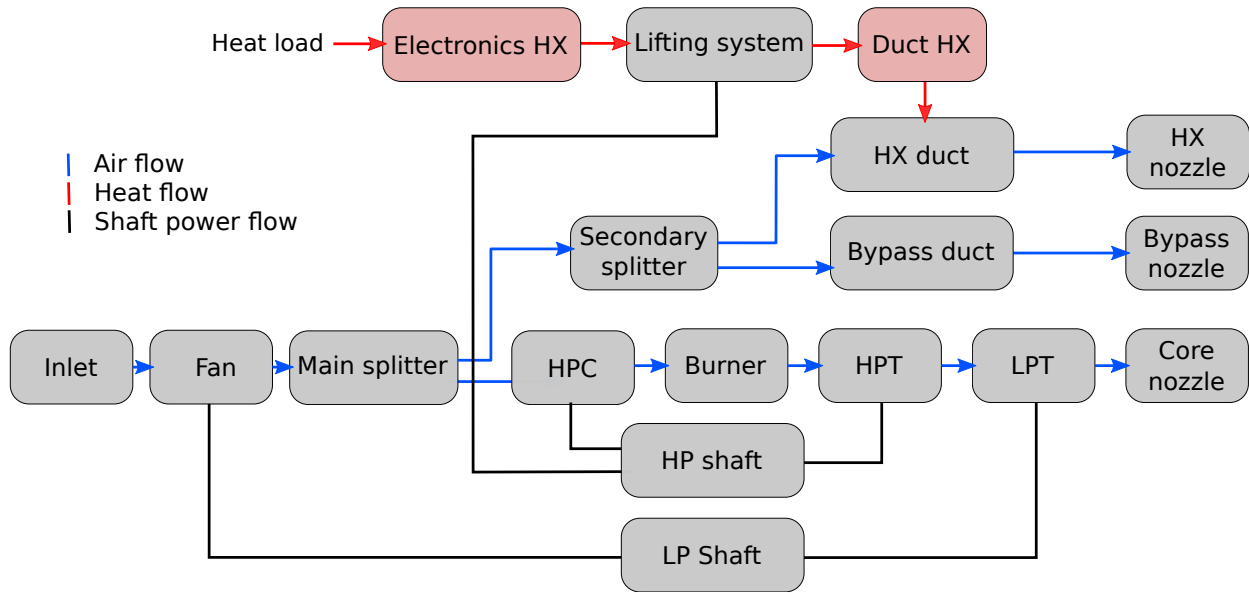 Heat load
Electronics HX
Lifting system
Duct HX
Air flow
Heat flow
Shaft power flow
HX duct
HX
nozzle
Secondary
splitter
Bypass duct
Bypass
nozzle
Inlet
Fan
Main splitter
HPC
Burner
HPT
LPT
Core
nozzle
HP shaft
LP Shaft